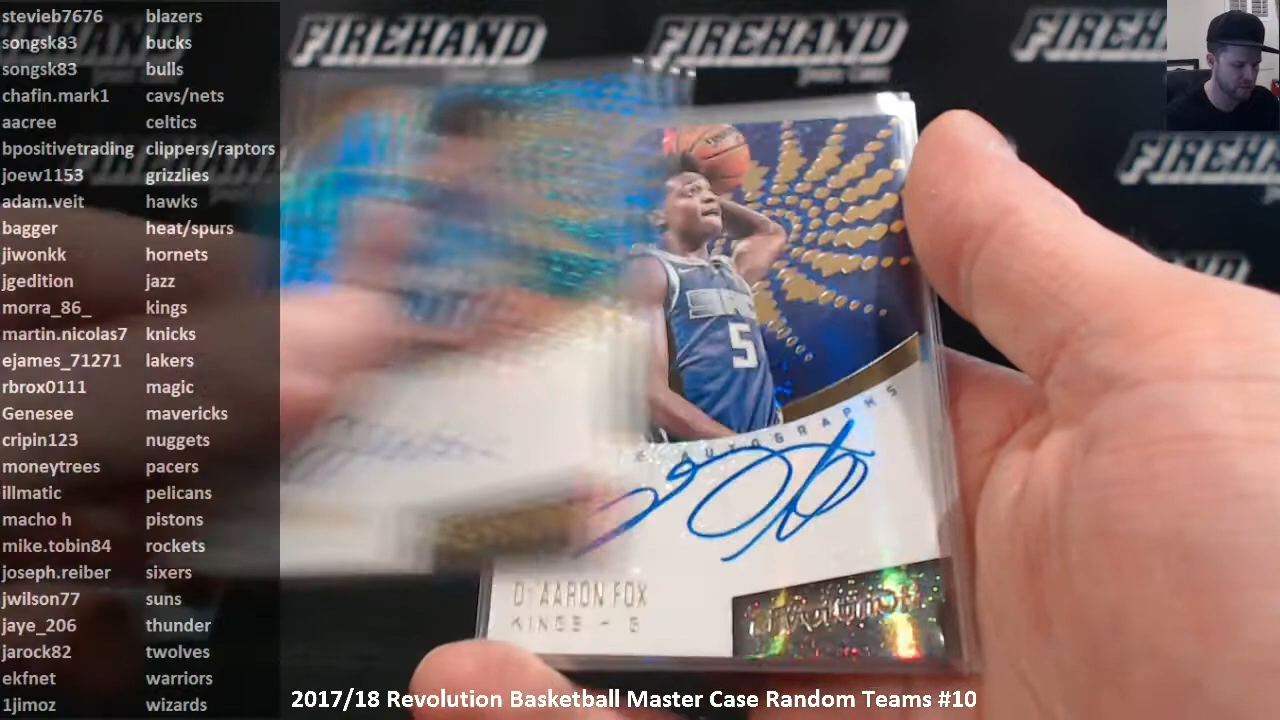 stevieb7676 blazers
songsk83 bucks
songsk83 bulls
chafin.mark1 cavs/nets
aacree celtics
bpositivetrading clippers/raptors
joew1153 grizzlies
adam.veit hawks
bagger heat/spurs
jiwonkk hornets
jgedition jazz
morra_86_ kings
martin.nicolas7 knicks
ejames_71271 lakers
rbrox0111 magic
Genesee mavericks
cripin123 nuggets
moneytrees pacers
illmatic pelicans
macho h pistons
mike.tobin84 rockets
joseph.reiber sixers
jwilson77 suns
jaye_206 thunder
jarock82 twolves
ekfnet warriors
1jimoz wizards
FIREHAND
FIREHAND
FIREH
FIREHAND
5
AUTOGRAPHS
D'AARON FOX
KINGS - G
REVOLUTION
2017/18 Revolution Basketball Master Case Random Teams #10